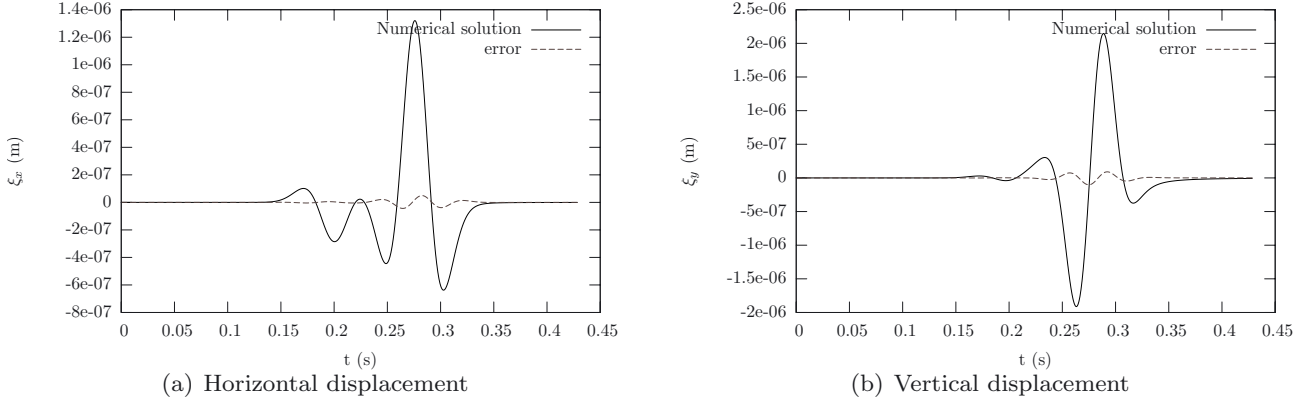 1.4e-06
1.2e-06
1e-06
8e-07
6e-07
4e-07
2e-07
0
-2e-07
-4e-07
-6e-07
-8e-07
ξx (m)
Numerical solution
error
0 0.05 0.1 0.15 0.2 0.25 0.3 0.35 0.4 0.45
t (s)
(a) Horizontal displacement
2.5e-06
2e-06
1.5e-06
1e-06
5e-07
0
-5e-07
-1e-06
-1.5e-06
-2e-06
ξy (m)
Numerical solution
error
0 0.05 0.1 0.15 0.2 0.25 0.3 0.35 0.4 0.45
t (s)
(b) Vertical displacement